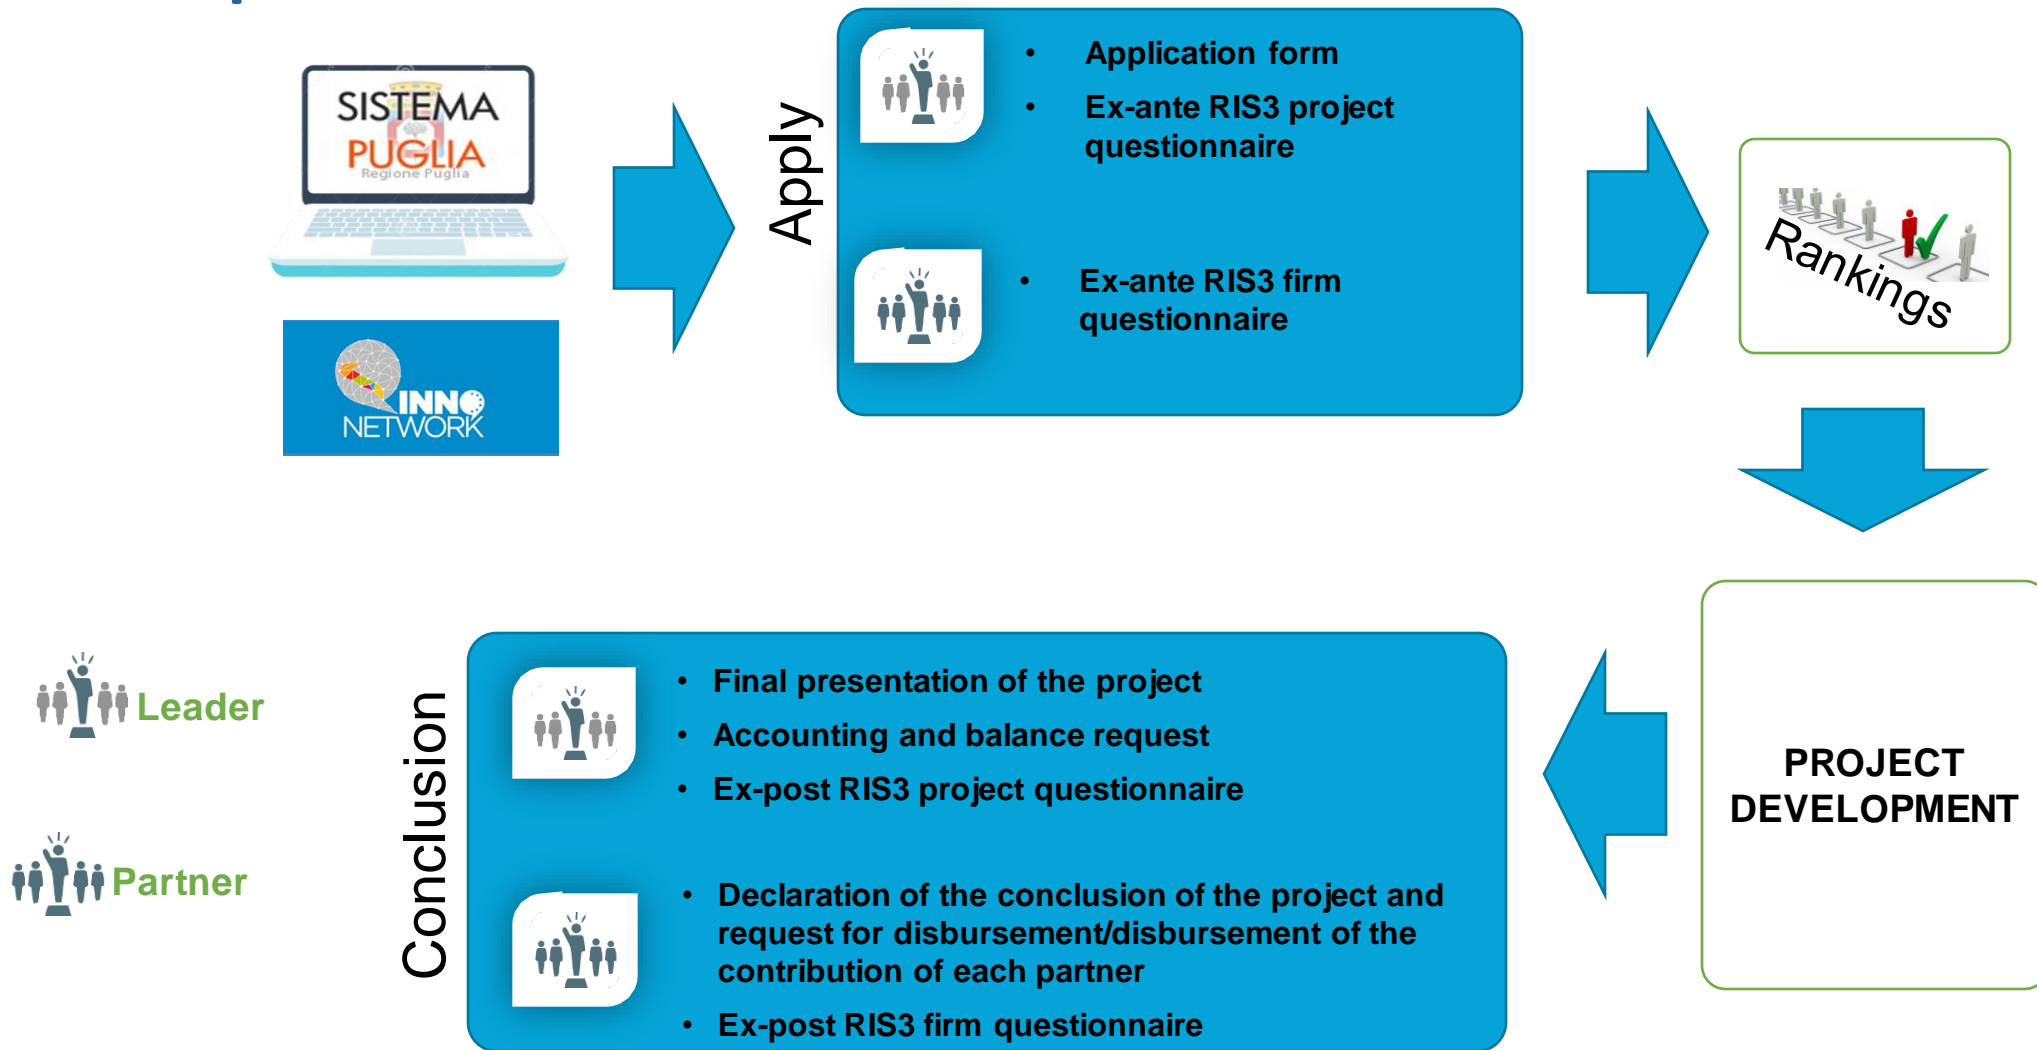 SISTEMA
PUGLIA
Regione Puglia
INNO
NETWORK
Apply
• Application form
• Ex-ante RIS3 project
questionnaire
• Ex-ante RIS3 firm
questionnaire
Rankings
PROJECT
DEVELOPMENT
Conclusion
• Final presentation of the project
• Accounting and balance request
• Ex-post RIS3 project questionnaire
• Declaration of the conclusion of the project and
request for disbursement/disbursement of the
contribution of each partner
• Ex-post RIS3 firm questionnaire
Leader
Partner